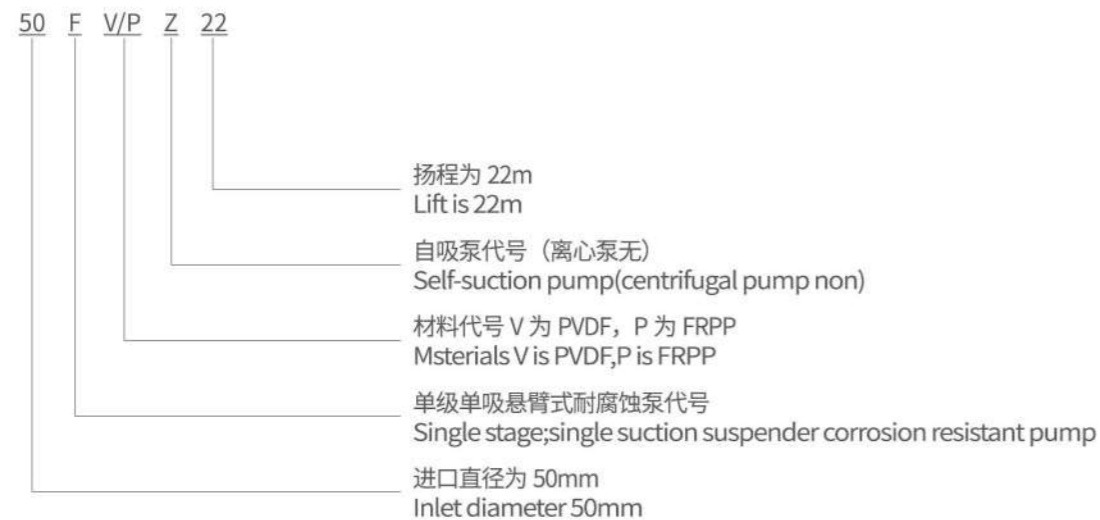 50 F V/P Z 22
扬程为 22m
Lift is 22m
自吸泵代号（离心泵无）
Self-suction pump(centrifugal pump non)
材料代号 V 为 PVDF，P 为 FRPP
Msterials V is PVDF,P is FRPP
单级单吸悬臂式耐腐蚀泵代号
Single stage;single suction suspender corrosion resistant pump
进口直径为 50mm
Inlet diameter 50mm